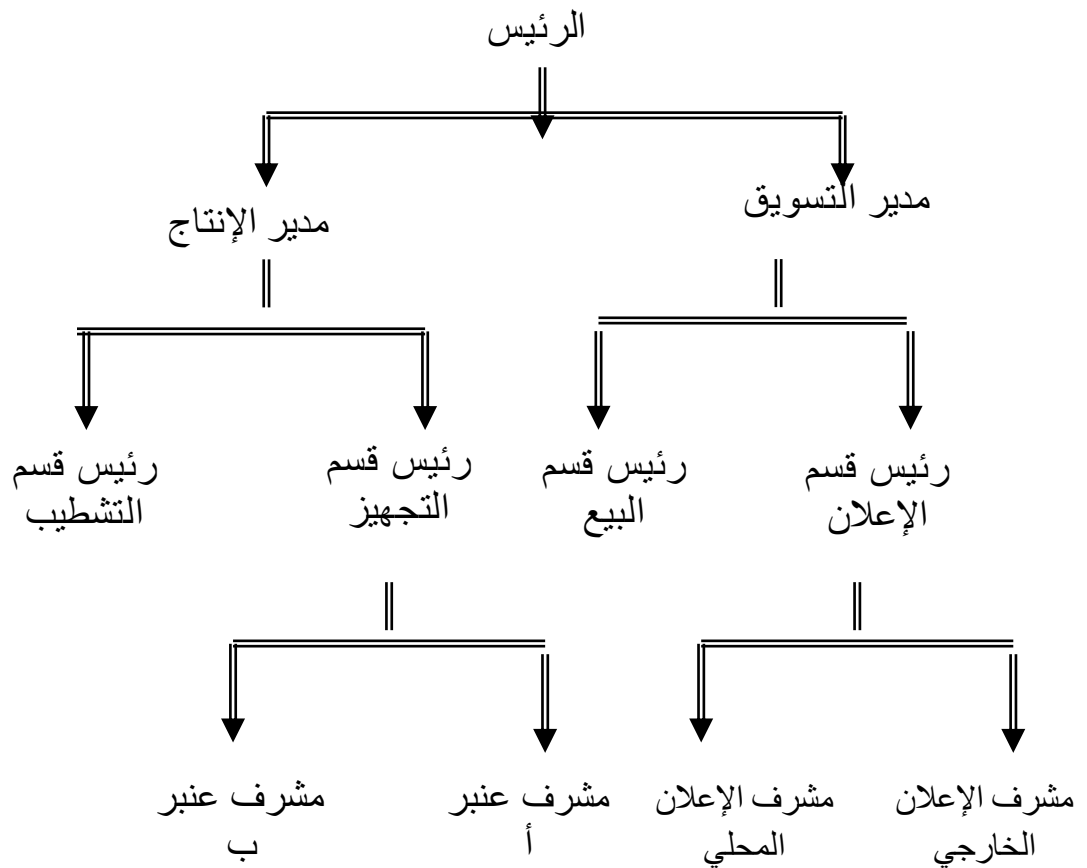 الرئيس
مدير التسويق
مدير الإنتاج
رئيس قسم
الإعلان
رئيس قسم
البيع
رئيس قسم
التجهيز
رئيس قسم
التشطيب
مشرف الإعلان
الخارجي
مشرف الإعلان
المحلي
مشرف عنبر
أ
مشرف عنبر
ب